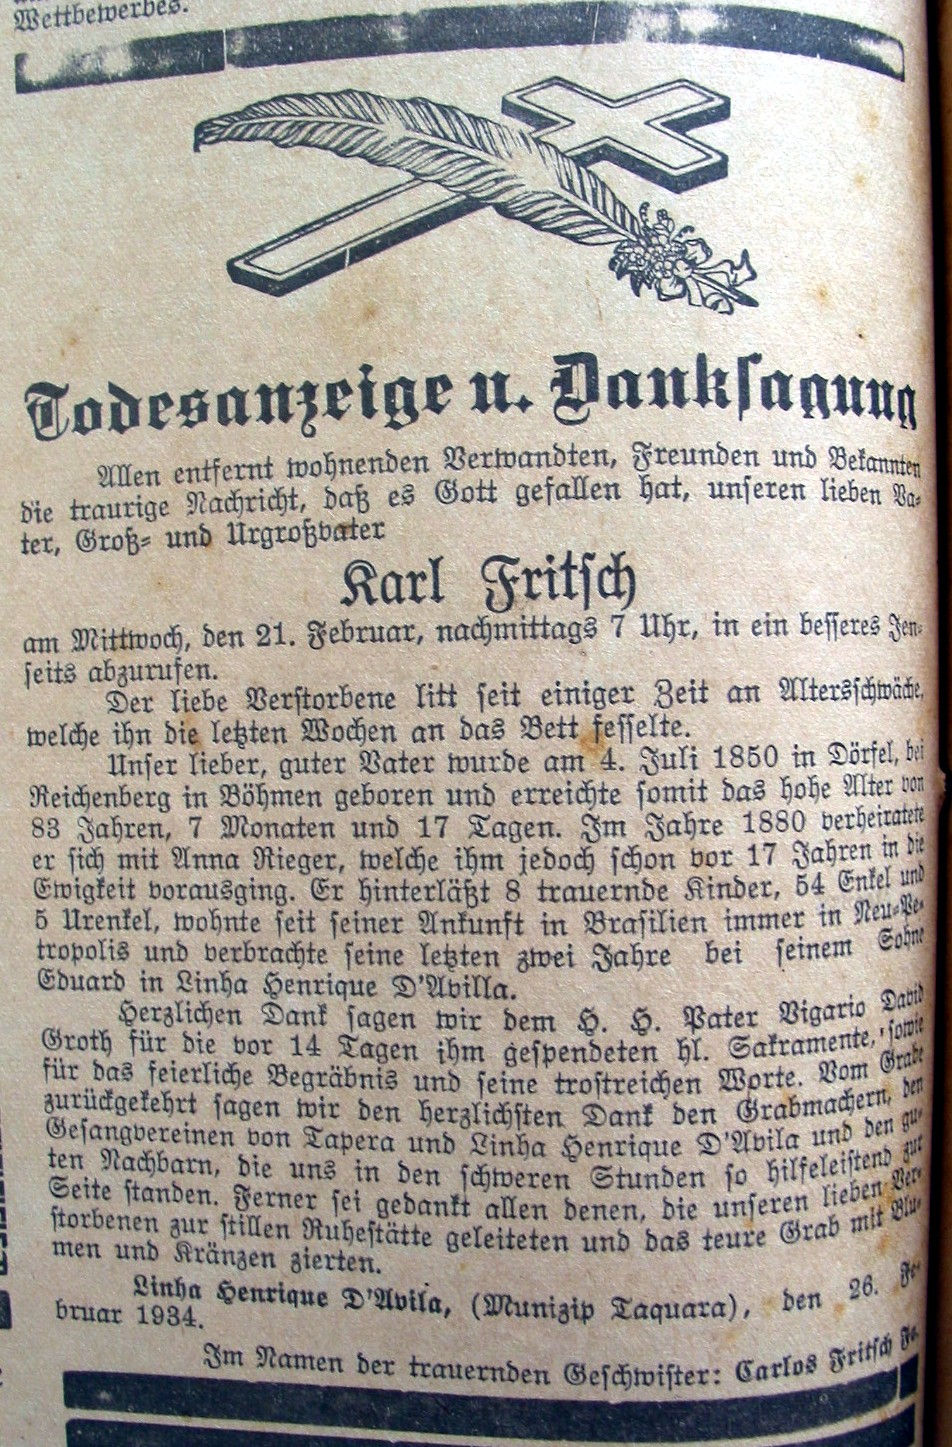 Wettbewerbes.
Todesanzeige u. Danksagung
Allen entfernt wohnenden Verwandten, Freunden und Bekannten
die traurige Nachricht, daß es Gott gefallen hat, unseren lieben Va-
ter, Groß- und Urgroßvater
Karl Fritsch
am Mittwoch, den 21. Februar, nachmittags 7 Uhr, in ein besseres Jen-
seits abzurufen.
Der liebe Verstorbene litt seit einiger Zeit an Altersschwäche,
welche ihn die letzten Wochen an das Bett fesselte.
Unser lieber, guter Vater wurde am 4. Juli 1850 in Dörfel, bei
Reichenberg in Böhmen geboren und erreichte somit das hohe Alter von
83 Jahren, 7 Monaten und 17 Tagen. Im Jahre 1880 verheiratete
er sich mit Anna Rieger, welche ihm jedoch schon vor 17 Jahren in die
Ewigkeit vorausging. Er hinterläßt 8 trauernde Kinder, 54 Enkel und
5 Urenkel, wohnte seit seiner Ankunft in Brasilien immer in Neu-Pe-
tropolis und verbrachte seine letzten zwei Jahre bei seinem Sohne
Eduard in Linha Henrique D'Avilla.
Herzlichen Dank sagen wir dem H. H. Pater Vigario David
Groth für die vor 14 Tagen ihm gespendeten hl. Sakramente, sowie
für das feierliche Begräbnis und seine trostreichen Worte. Vom Grabe
zurückgekehrt sagen wir den herzlichsten Dank den Grabmachern, den
Gesangvereinen von Tapera und Linha Henrique D'Avila und den gu-
ten Nachbarn, die uns in den schweren Stunden so hilfeleistend zur
Seite standen. Ferner sei gedankt allen denen, die unseren lieben Ver-
storbenen zur stillen Ruhestätte geleiteten und das teure Grab mit Blu-
men und Kränzen zierten.
Linha Henrique D'Avila, (Munizip Taquara), den 26. Fe-
bruar 1934.
Im Namen der trauernden Geschwister: Carlos Fritsch